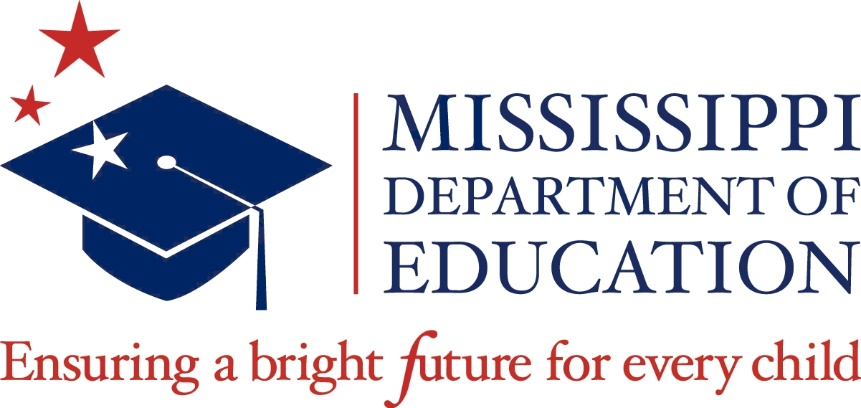 MISSISSIPPI
DEPARTMENT OF
EDUCATION
Ensuring a bright future for every child